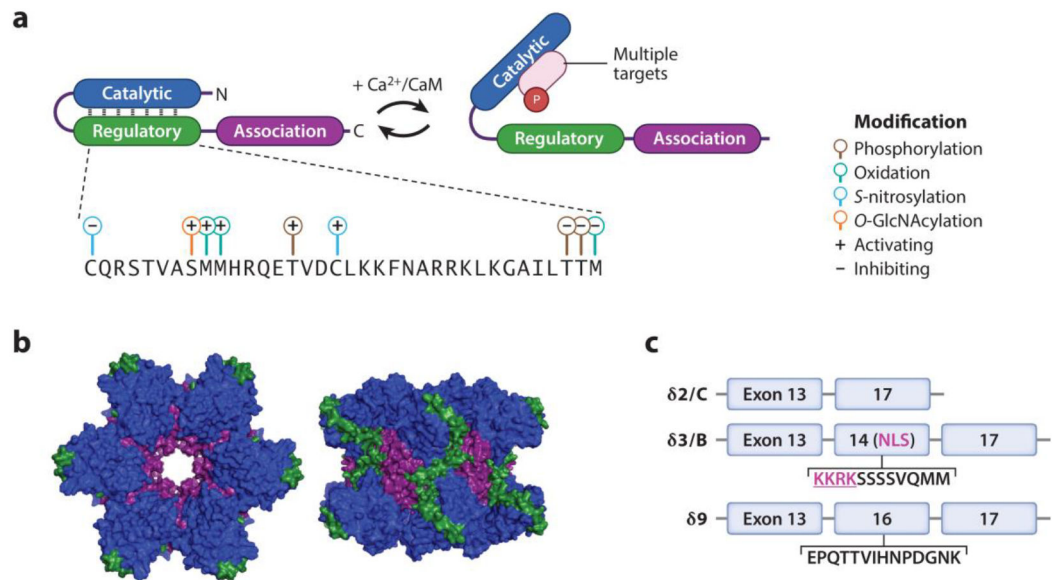 a
Catalytic
N
Regulatory
Association
C
+ Ca²⁺/CaM
Catalytic
P
Multiple
targets
Regulatory
Association
Modification
Phosphorylation
Oxidation
S-nitrosylation
O-GlcNAcylation
+ Activating
− Inhibiting
− + + + + + − − −
CQRSTVASMMHRQETVDCLKKFNARRKLKGAILTTM
b
c
δ2/C Exon 13 17
δ3/B Exon 13 14 (NLS) 17
KKRKSSSSVQMM
δ9 Exon 13 16 17
EPQTTVIHNPDGNK